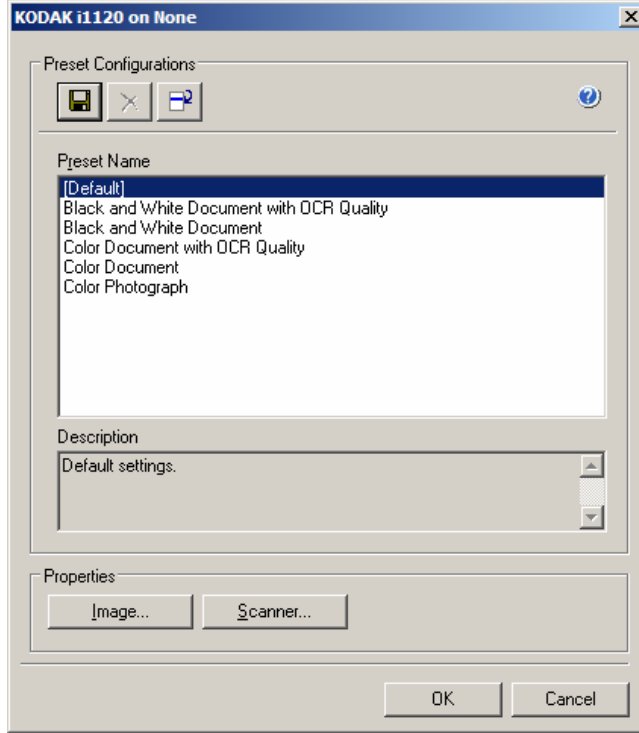 KODAK i1120 on None
Preset Configurations
Preset Name
[Default]
Black and White Document with OCR Quality
Black and White Document
Color Document with OCR Quality
Color Document
Color Photograph
Description
Default settings.
Properties
Image...
Scanner...
OK
Cancel